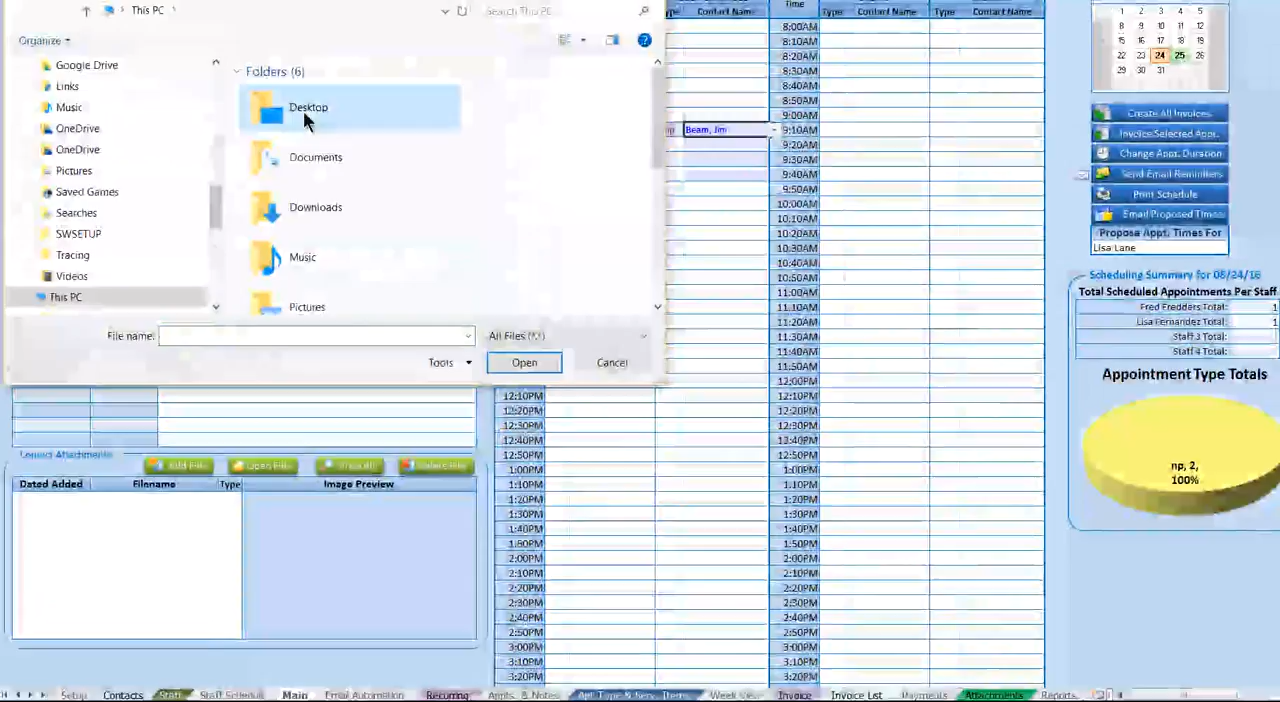 This PC
Search This PC
Organize
Google Drive
Links
Music
OneDrive
OneDrive
Pictures
Saved Games
Searches
SWSETUP
Tracing
Videos
This PC
Folders (6)
Desktop
Documents
Downloads
Music
Pictures
File name:
All Files (*.*)
Tools
Open
Cancel
Contact Name
Time
Type
Contact Name
Type
Contact Name
Beam, Jim
8:00AM
8:10AM
8:20AM
8:30AM
8:40AM
8:50AM
9:00AM
9:10AM
9:20AM
9:30AM
9:40AM
9:50AM
10:00AM
10:10AM
10:20AM
10:30AM
10:40AM
10:50AM
11:00AM
11:10AM
11:20AM
11:30AM
11:40AM
11:50AM
12:00PM
12:10PM 12:10PM
12:20PM 12:20PM
12:30PM 12:30PM
12:40PM 12:40PM
12:50PM 12:50PM
1:00PM 1:00PM
1:10PM 1:10PM
1:20PM 1:20PM
1:30PM 1:30PM
1:40PM 1:40PM
1:50PM 1:50PM
2:00PM 2:00PM
2:10PM 2:10PM
2:20PM 2:20PM
2:30PM 2:30PM
2:40PM 2:40PM
2:50PM 2:50PM
3:00PM 3:00PM
3:10PM 3:10PM
3:20PM 3:20PM
1 2 3 4 5
8 9 10 11 12
15 16 17 18 19
22 23 24 25 26
29 30 31
Create All Invoices
Invoice Selected Appt.
Change Appt. Duration
Send Email Reminders
Print Schedule
Email Proposed Times
Propose Appt. Times For
Lisa Lane
Scheduling Summary for 08/24/16
Total Scheduled Appointments Per Staff
Fred Fredders Total: 1
Lisa Fernandez Total: 1
Staff 3 Total:
Staff 4 Total:
Appointment Type Totals
np, 2,
100%
Contact Attachments
Add File
Open File
Delete File
Dated Added
Filname
Type
Image Preview
Setup
Contacts
Staff
Staff Schedule
Main
Email Automation
Recurring
Appts. & Notes
Apt Type & Serv. Items
Week View
Invoice
Invoice List
Payments
Attachments
Reports